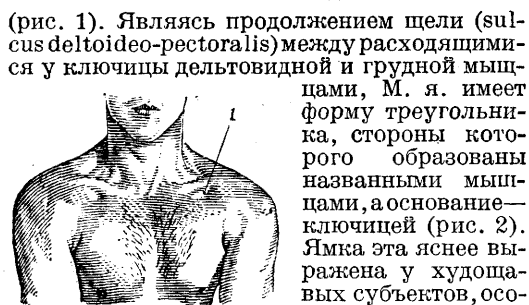 (рис. 1). Являясь продолжением щели (sul-
cus deltoideo-pectoralis) между расходящими-
ся у ключицы дельтовидной и грудной мыш-
цами, М. я. имеет
форму треугольни-
ка, стороны кото-
рого образованы
названными мыш-
цами, а основание—
ключицей (рис. 2).
Ямка эта яснее вы-
ражена у худоща-
вых субъектов, осо-
1